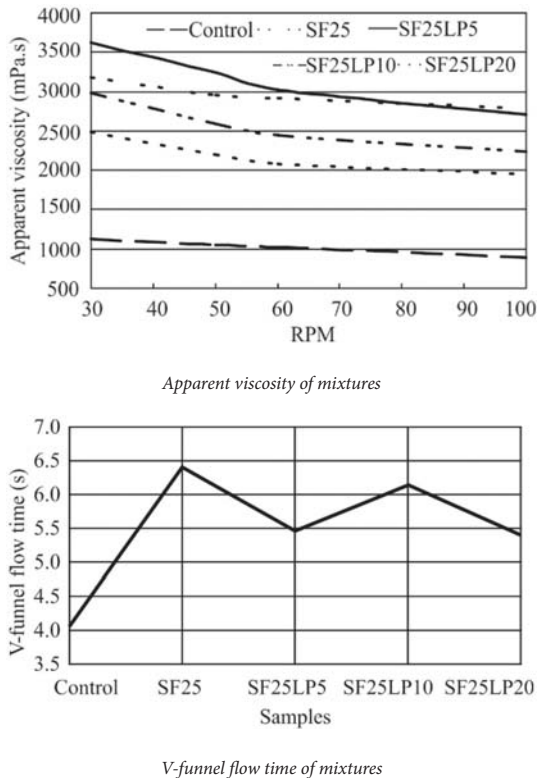 Control SF25 SF25LP5
SF25LP10 SF25LP20
Apparent viscosity (mPa.s)
4000
3500
3000
2500
2000
1500
1000
500
30 40 50 60 70 80 90 100
RPM
Apparent viscosity of mixtures
V-funnel flow time (s)
7.0
6.5
6.0
5.5
5.0
4.5
4.0
3.5
Control SF25 SF25LP5 SF25LP10 SF25LP20
Samples
V-funnel flow time of mixtures